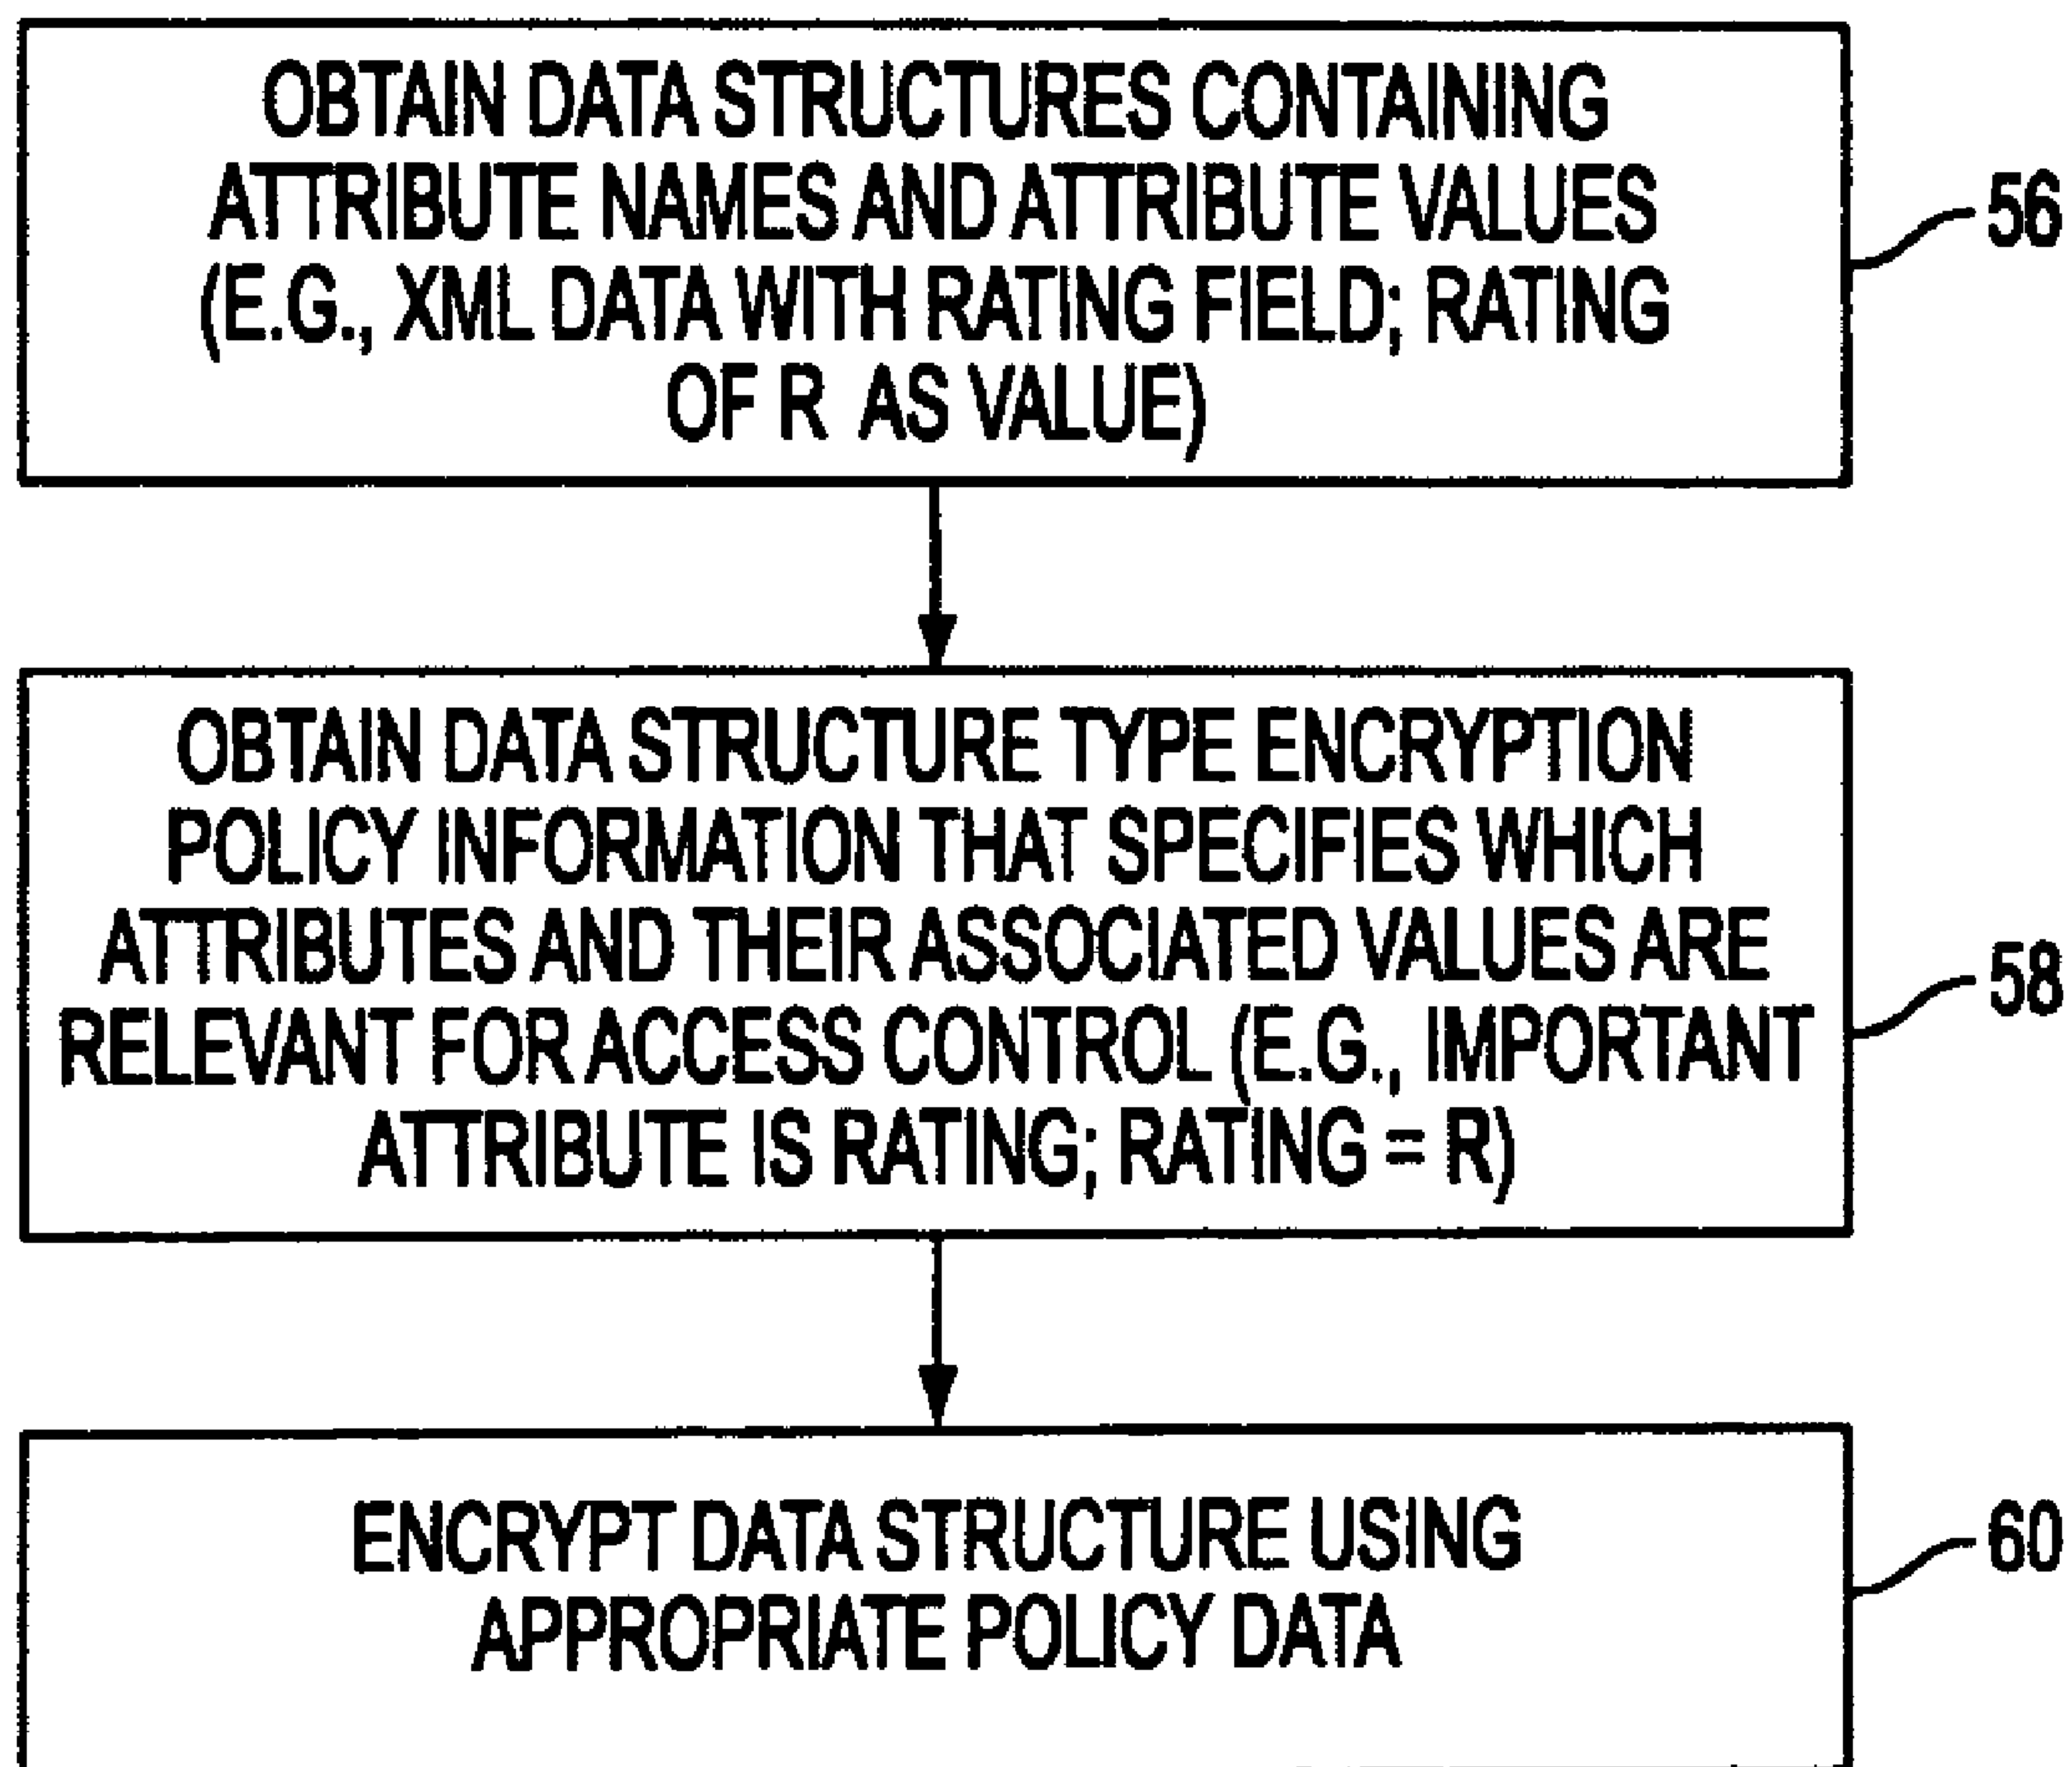 OBTAIN DATA STRUCTURES CONTAINING
ATTRIBUTE NAMES AND ATTRIBUTE VALUES
(E.G., XML DATA WITH RATING FIELD; RATING
OF R AS VALUE)
56
OBTAIN DATA STRUCTURE TYPE ENCRYPTION
POLICY INFORMATION THAT SPECIFIES WHICH
ATTRIBUTES AND THEIR ASSOCIATED VALUES ARE
RELEVANT FOR ACCESS CONTROL (E.G., IMPORTANT
ATTRIBUTE IS RATING; RATING = R)
58
ENCRYPT DATA STRUCTURE USING
APPROPRIATE POLICY DATA
60